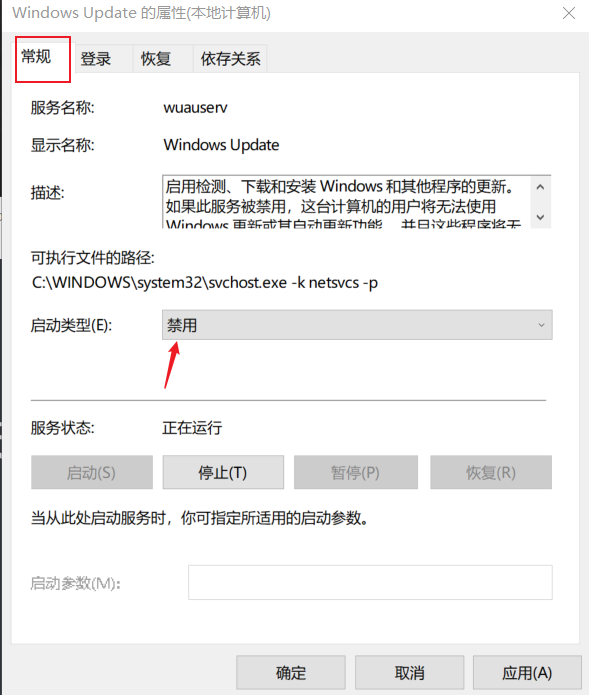 Windows Update 的属性(本地计算机)
常规 登录 恢复 依存关系
服务名称: wuauserv
显示名称: Windows Update
描述: 启用检测、下载和安装 Windows 和其他程序的更新。
如果此服务被禁用，这台计算机的用户将无法使用
Windows 更新或其自动更新功能，并且这些程序将无
可执行文件的路径:
C:\WINDOWS\system32\svchost.exe -k netsvcs -p
启动类型(E): 禁用
服务状态: 正在运行
启动(S) 停止(T) 暂停(P) 恢复(R)
当从此处启动服务时，你可指定所适用的启动参数。
启动参数(M):
确定 取消 应用(A)